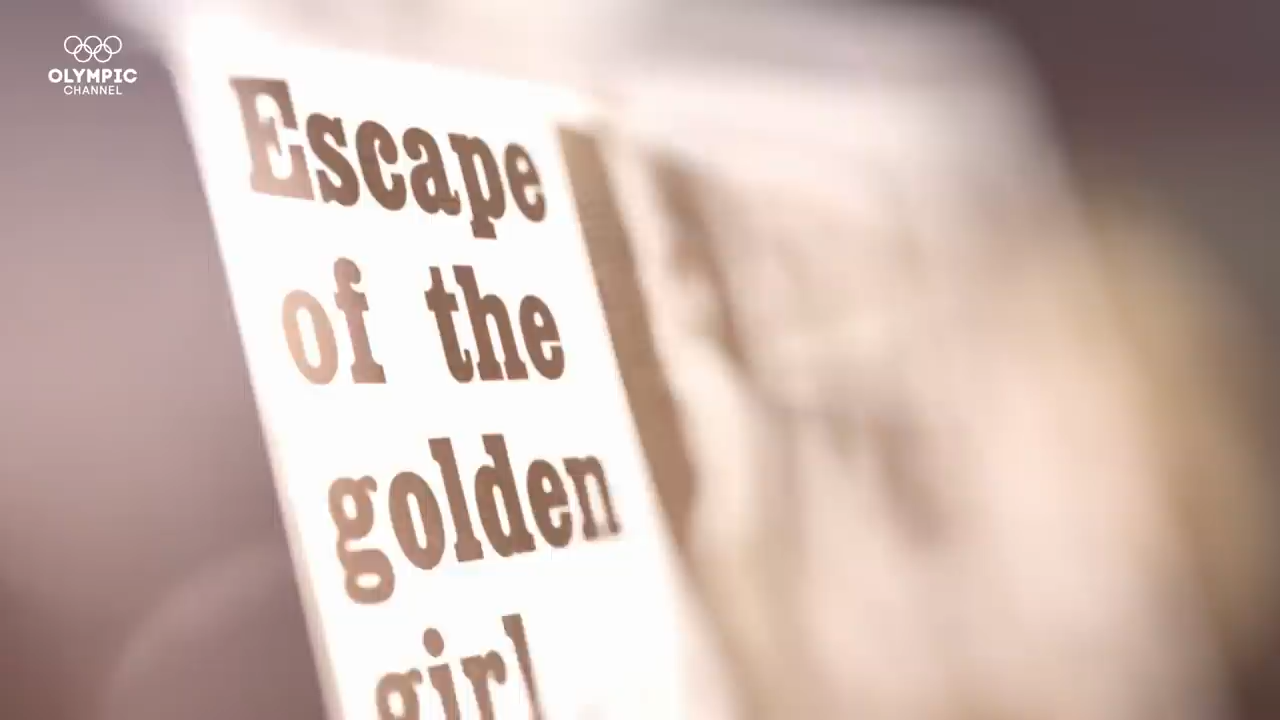 OLYMPIC
CHANNEL
Escape
of the
golden
girl